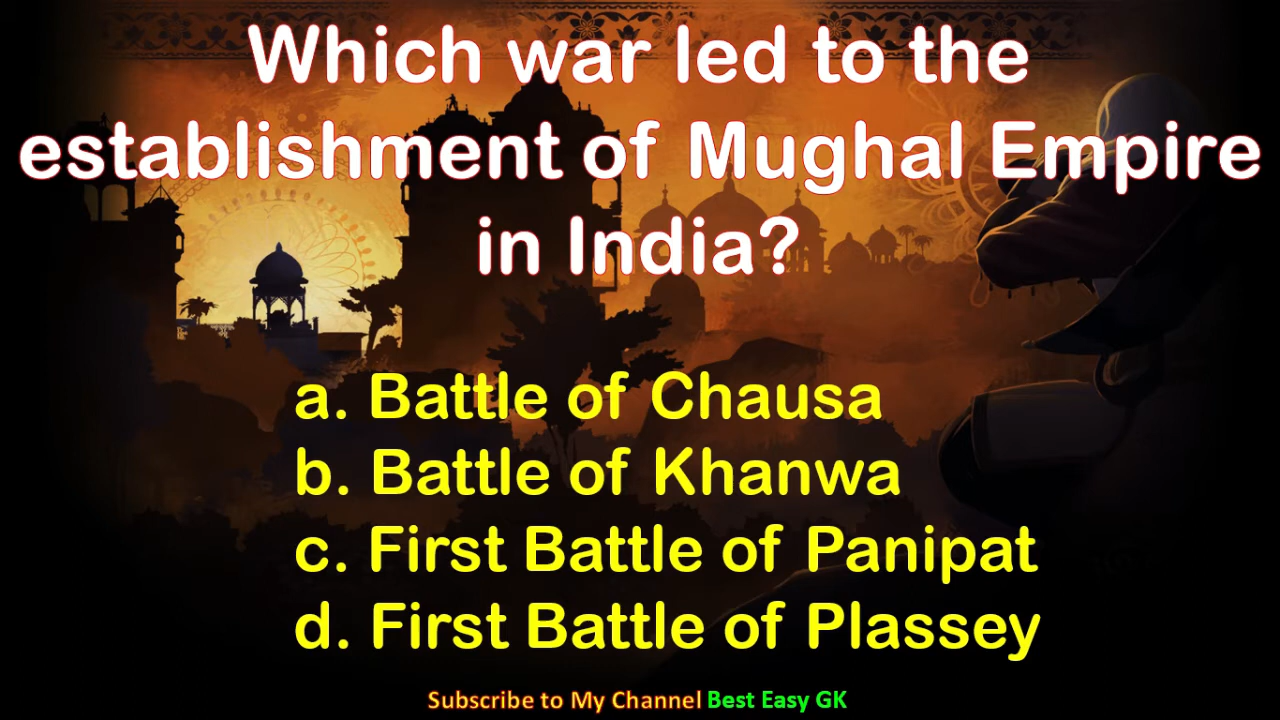 Which war led to the
establishment of Mughal Empire
in India?
a. Battle of Chausa
b. Battle of Khanwa
c. First Battle of Panipat
d. First Battle of Plassey
Subscribe to My Channel Best Easy GK